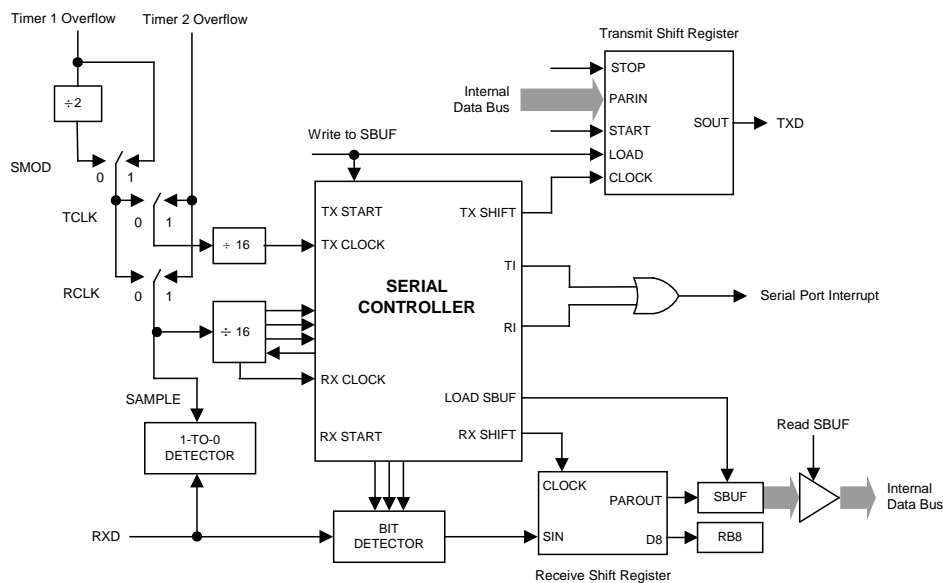 Timer 1 Overflow
Timer 2 Overflow
÷2
SMOD
0 1
TCLK
0 1
÷ 16
RCLK
0 1
÷ 16
SAMPLE
1-TO-0
DETECTOR
RXD
Write to SBUF
TX START
TX CLOCK
SERIAL
CONTROLLER
RX CLOCK
RX START
TX SHIFT
TI
RI
LOAD SBUF
RX SHIFT
BIT
DETECTOR
Transmit Shift Register
Internal
Data Bus
STOP
PARIN
START
LOAD
CLOCK
SOUT
TXD
Serial Port Interrupt
CLOCK
PAROUT
SIN
D8
Receive Shift Register
SBUF
RB8
Read SBUF
Internal
Data Bus